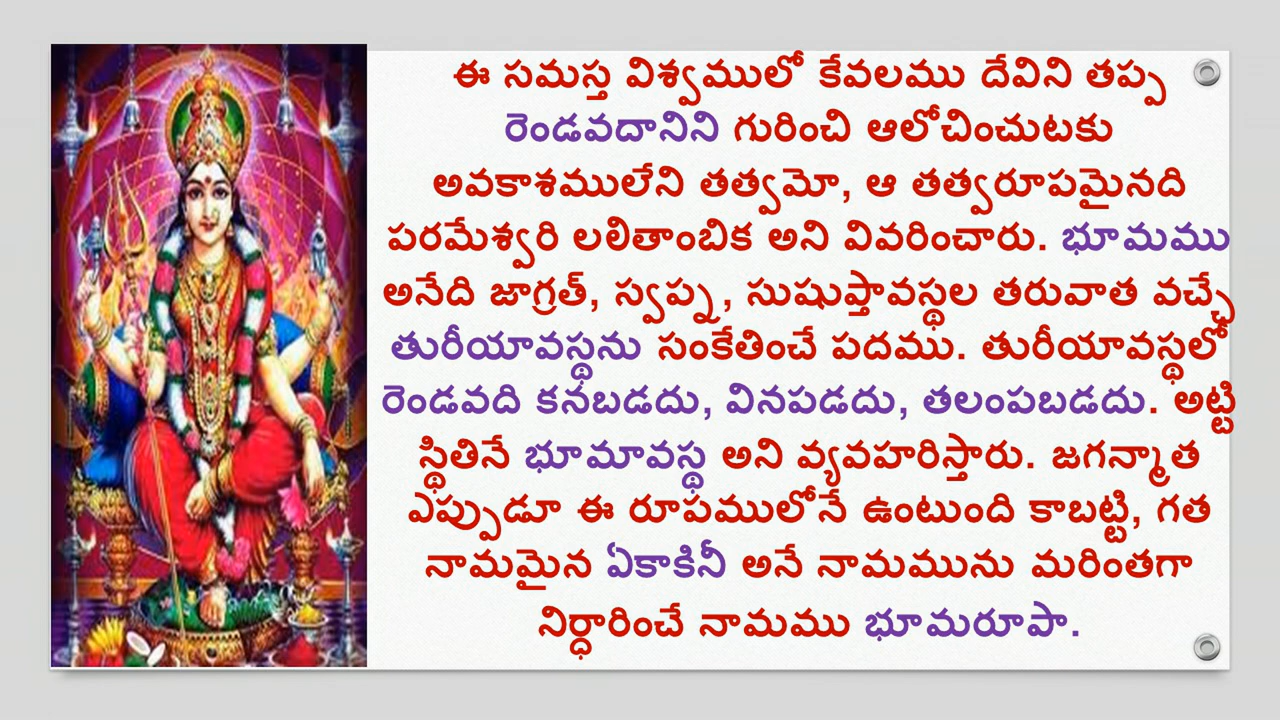 ఈ సమస్త విశ్వములో కేవలము దేవిని తప్ప
రెండవదానిని గురించి ఆలోచించుటకు
అవకాశములేని తత్వమో, ఆ తత్వరూపమైనది
పరమేశ్వరి లలితాంబిక అని వివరించారు. భూమము
అనేది జాగ్రత్, స్వప్న, సుషుప్తావస్థల తరువాత వచ్చే
తురీయావస్థను సంకేతించే పదము. తురీయావస్థలో
రెండవది కనబడదు, వినపడదు, తలంపబడదు. అట్టి
స్థితినే భూమావస్థ అని వ్యవహరిస్తారు. జగన్మాత
ఎప్పుడూ ఈ రూపములోనే ఉంటుంది కాబట్టి, గత
నామమైన ఏకాకినీ అనే నామమును మరింతగా
నిర్ధారించే నామము భూమరూపా.